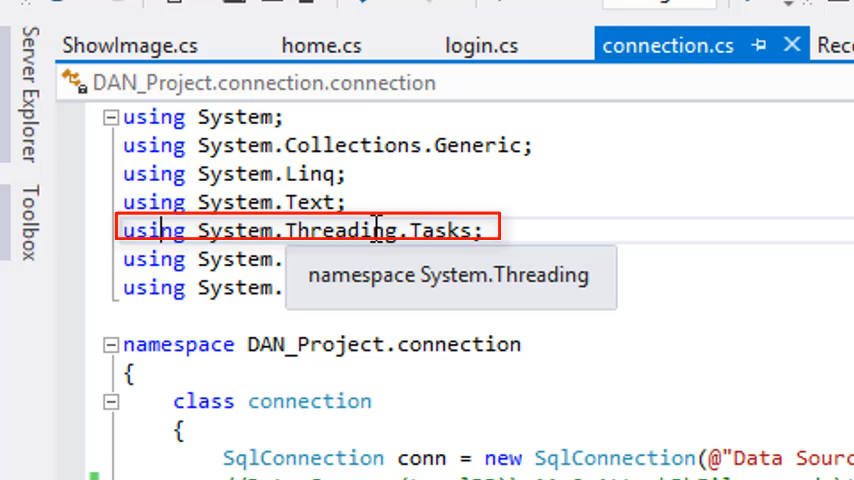 ShowImage.cs home.cs login.cs connection.cs
Server Explorer
Toolbox
DAN_Project.connection.connection
using System;
using System.Collections.Generic;
using System.Linq;
using System.Text;
using System.Threading.Tasks;
using System.
using System.
namespace System.Threading
namespace DAN_Project.connection
{
class connection
{
SqlConnection conn = new SqlConnection(@"Data